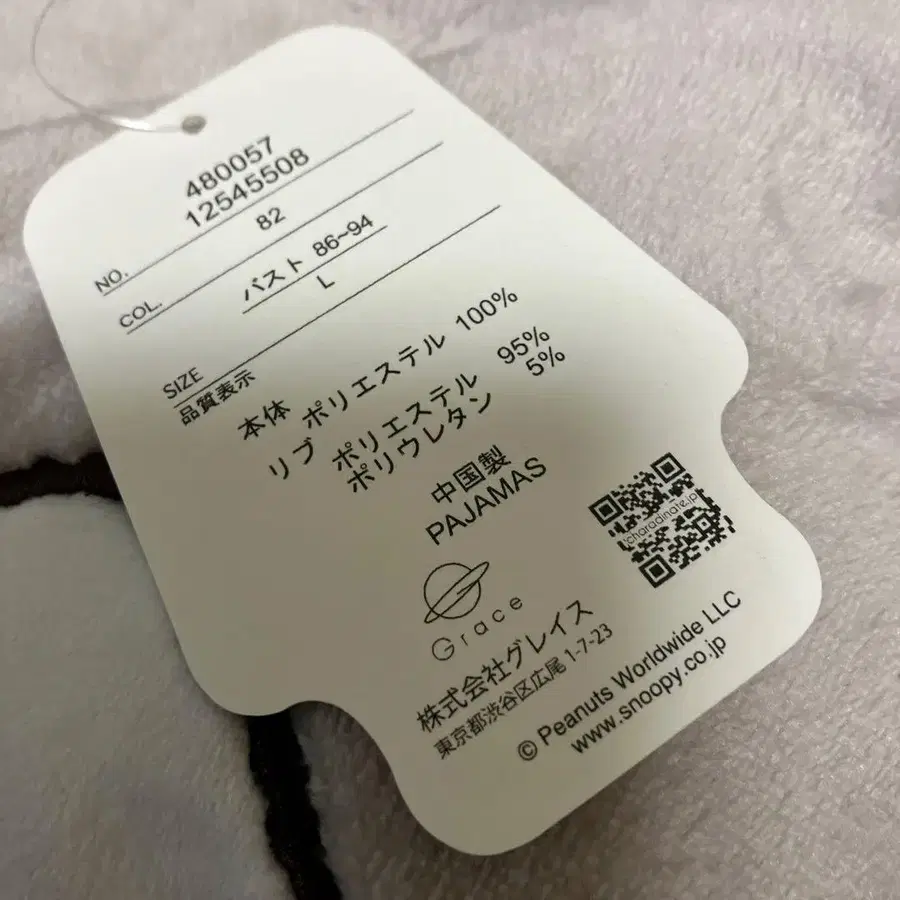 480057
NO. 12545508
COL. 82
バスト 86~94
SIZE L
品質表示
本体 ポリエステル 100%
リブ ポリエステル 95%
ポリウレタン 5%
中国製
PAJAMAS
charadinate.jp
Grace
株式会社グレイス
東京都渋谷区広尾 1-7-23
© Peanuts Worldwide LLC
www.snoopy.co.jp